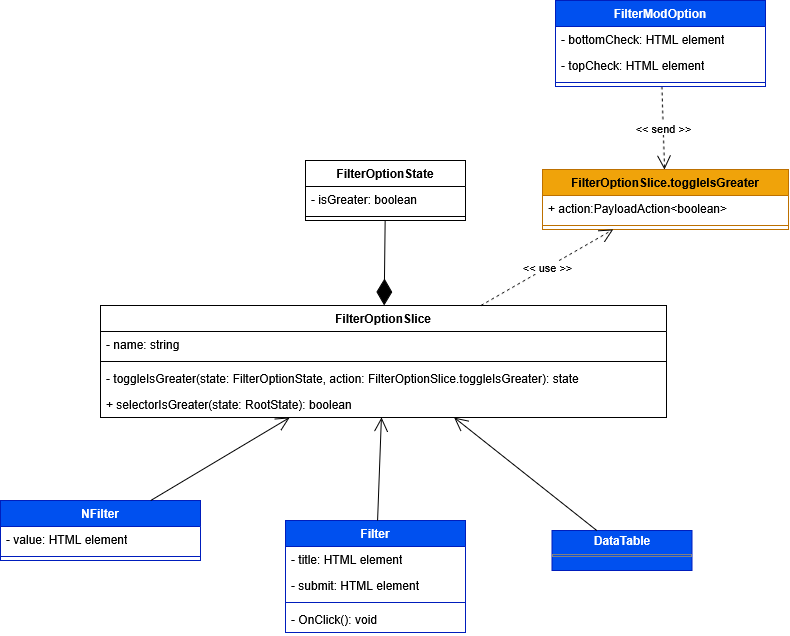 FilterModOption
- bottomCheck: HTML element
- topCheck: HTML element
<< send >>
FilterOptionState
- isGreater: boolean
FilterOptionSlice.toggleIsGreater
+ action:PayloadAction<boolean>
<< use >>
FilterOptionSlice
- name: string
- toggleIsGreater(state: FilterOptionState, action: FilterOptionSlice.toggleIsGreater): state
+ selectorIsGreater(state: RootState): boolean
NFilter
- value: HTML element
Filter
- title: HTML element
- submit: HTML element
- OnClick(): void
DataTable